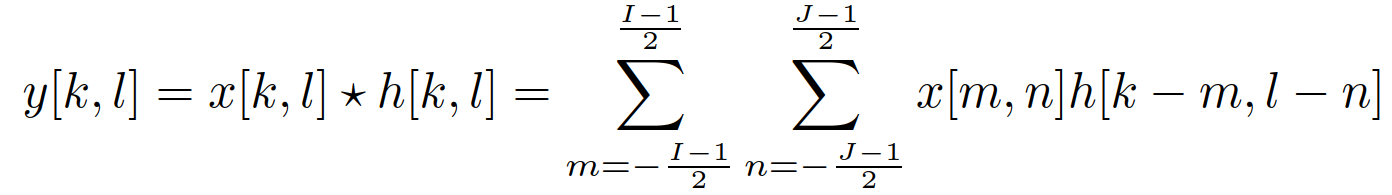 y[k, l] = x[k, l] ⋆ h[k, l] = \sum_{m=-\frac{I-1}{2}}^{\frac{I-1}{2}} \sum_{n=-\frac{J-1}{2}}^{\frac{J-1}{2}} x[m, n]h[k − m, l − n]